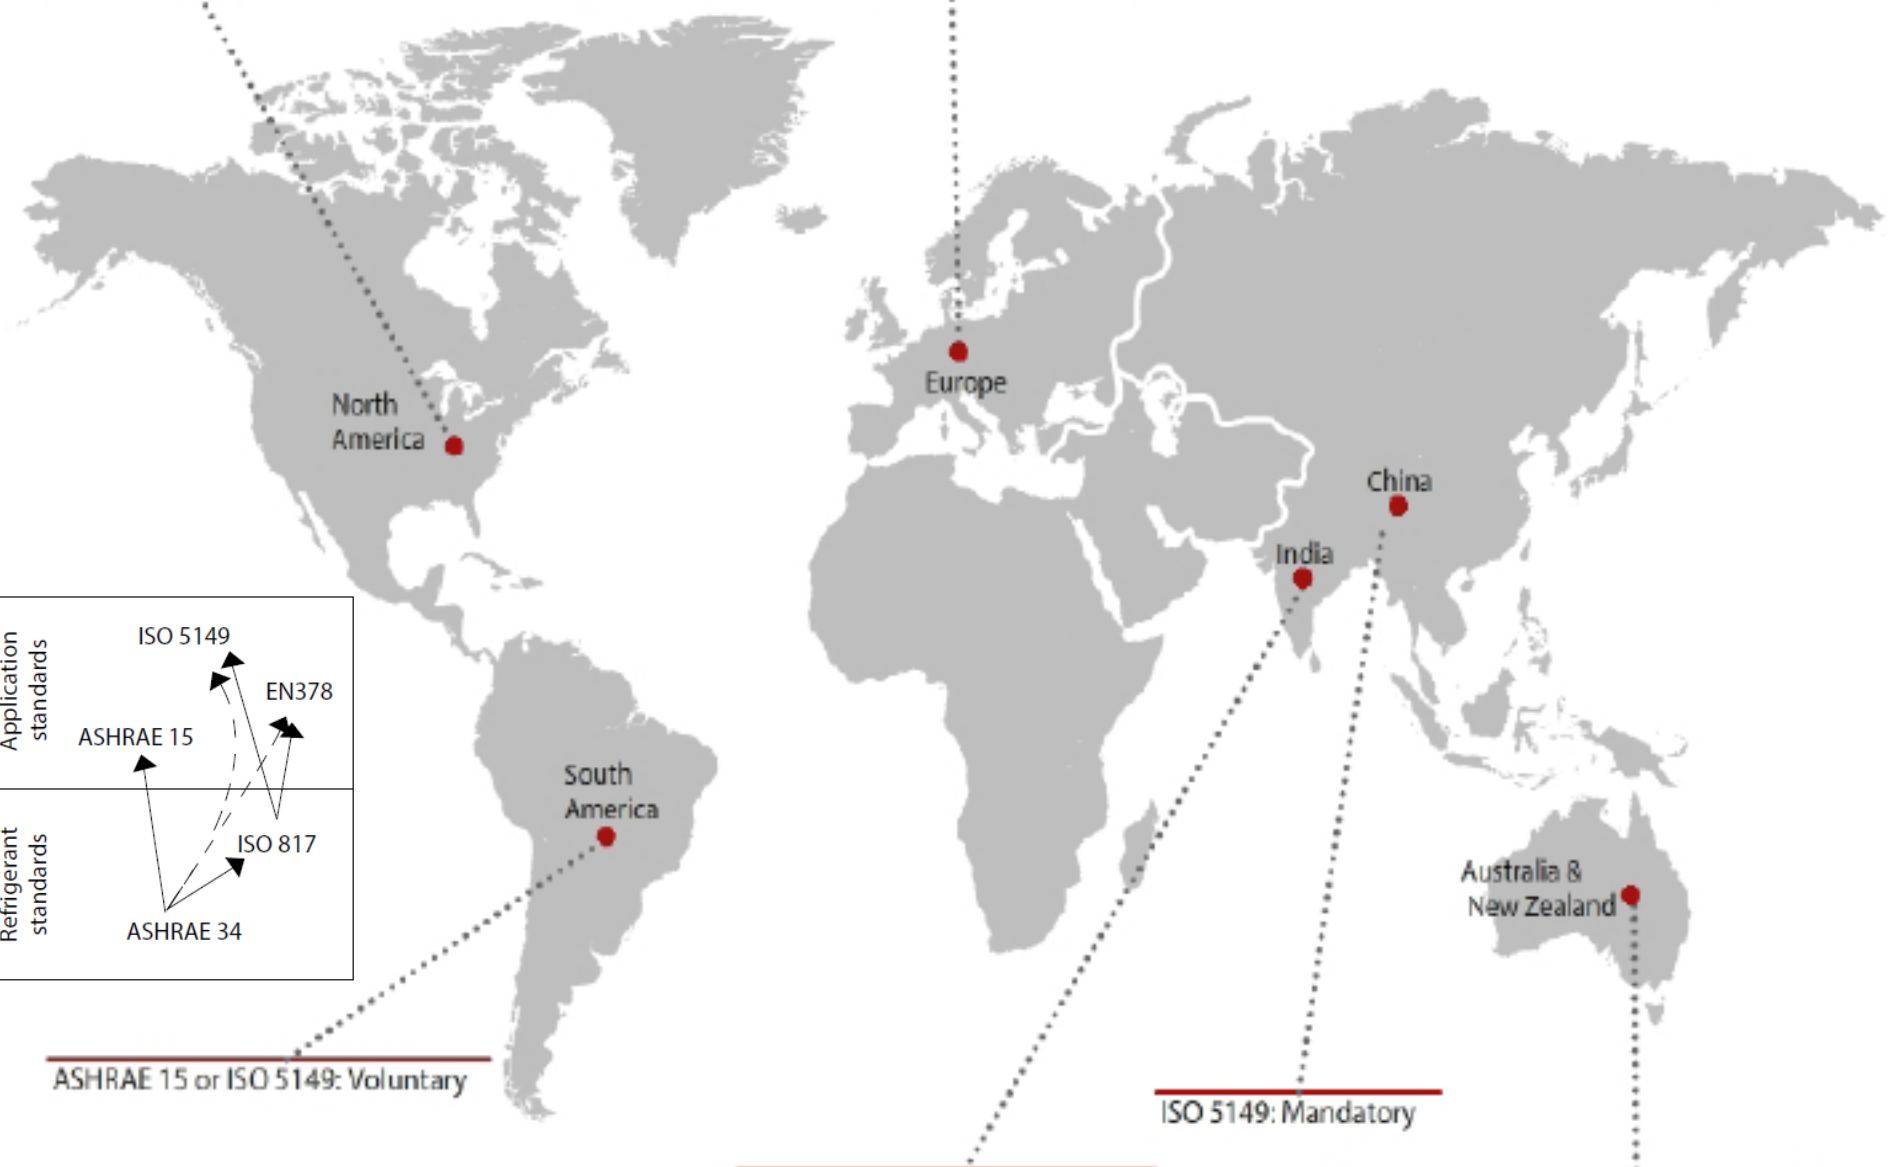 North
America
Europe
China
India
South
America
Australia &
New Zealand
Application
standards
ISO 5149
EN378
ASHRAE 15
Refrigerant
standards
ISO 817
ASHRAE 34
ASHRAE 15 or ISO 5149: Voluntary
ISO 5149: Mandatory